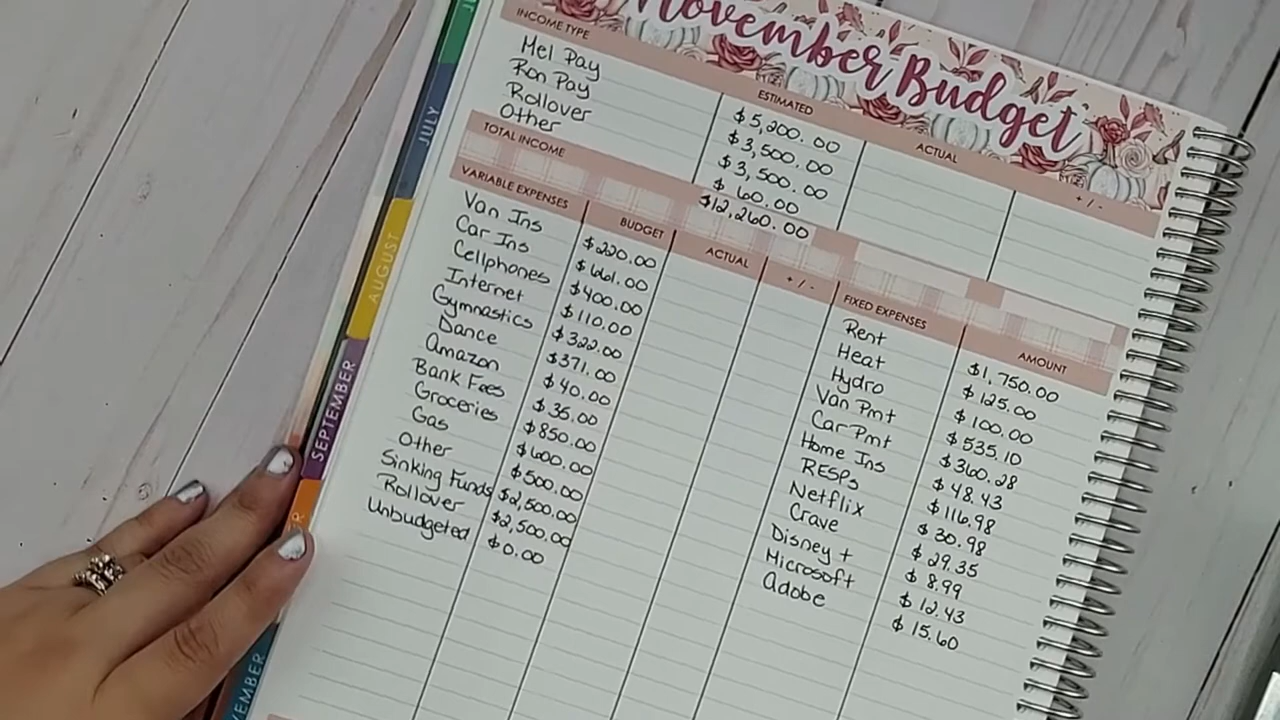 November Budget
INCOME TYPE ESTIMATED ACTUAL + / -
Mel Pay $5,200.00
Ron Pay $3,500.00
Rollover $3,500.00
Other $ 60.00
TOTAL INCOME $12,260.00
VARIABLE EXPENSES BUDGET ACTUAL + / -
Van Ins $220.00
Car Ins $161.00
Cellphones $400.00
Internet $110.00
Gymnastics $322.00
Dance $371.00
Amazon $40.00
Bank Fees $35.00
Groceries $850.00
Gas $600.00
Other $500.00
Sinking Funds $2,500.00
Rollover $2,500.00
Unbudgeted $0.00
FIXED EXPENSES AMOUNT
Rent $1,750.00
Heat $125.00
Hydro $100.00
Van Pmt $535.10
Car Pmt $360.28
Home Ins $48.43
RESPs $116.98
Netflix $30.98
Crave $29.35
Disney + $8.99
Microsoft $12.43
Adobe $15.60
JULY
AUGUST
SEPTEMBER